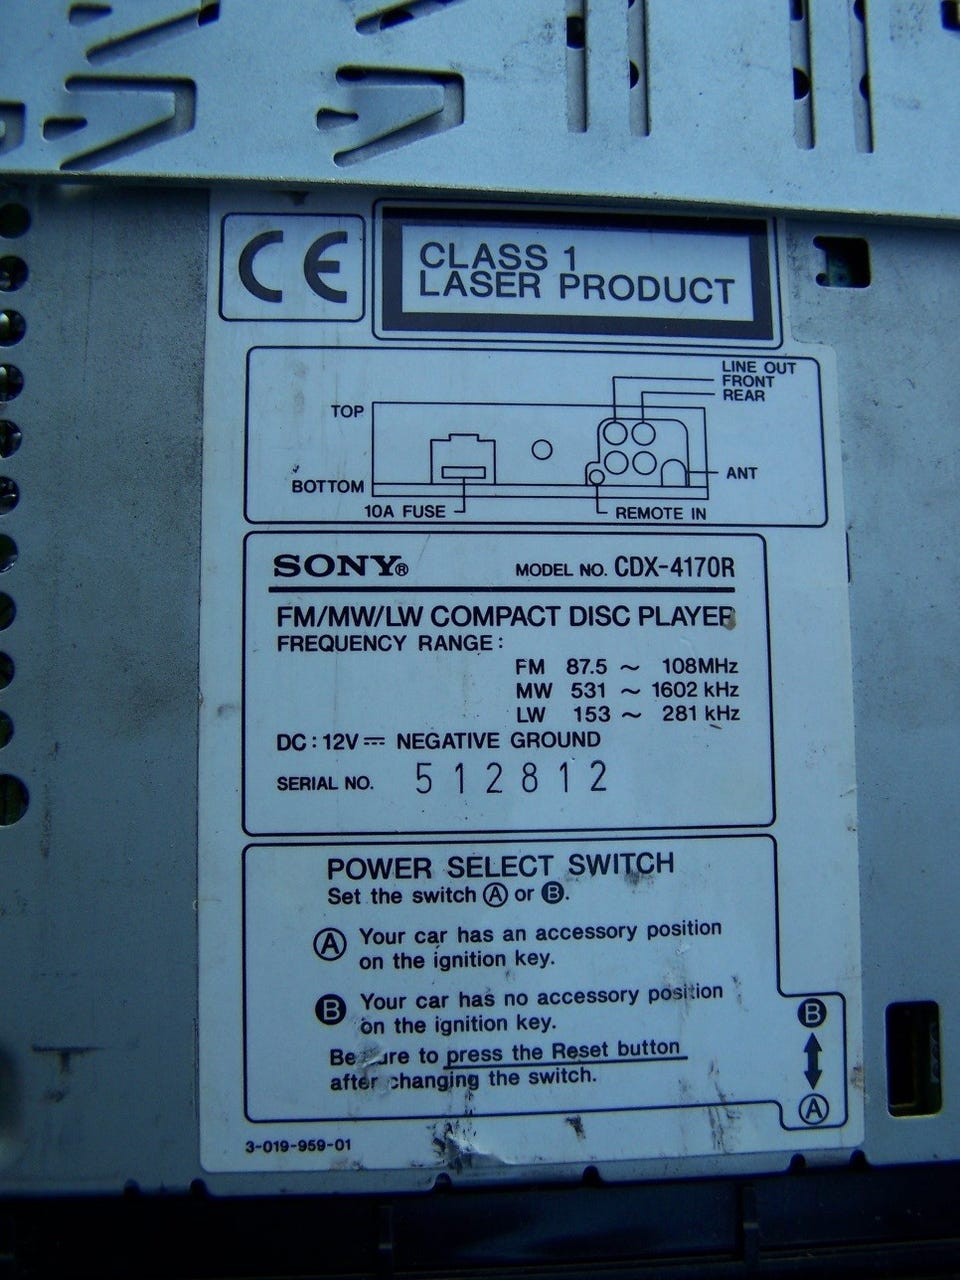 CE
CLASS 1
LASER PRODUCT
LINE OUT
FRONT
REAR
TOP
ANT
BOTTOM
10A FUSE
REMOTE IN
SONY® MODEL NO. CDX-4170R
FM/MW/LW COMPACT DISC PLAYER
FREQUENCY RANGE :
FM 87.5 ~ 108MHz
MW 531 ~ 1602 kHz
LW 153 ~ 281 kHz
DC : 12V ⎓ NEGATIVE GROUND
SERIAL NO. 512812
POWER SELECT SWITCH
Set the switch Ⓐ or 🅑.
Ⓐ Your car has an accessory position
on the ignition key.
🅑 Your car has no accessory position
on the ignition key.
Be sure to press the Reset button
after changing the switch.
🅑
Ⓐ
3-019-959-01